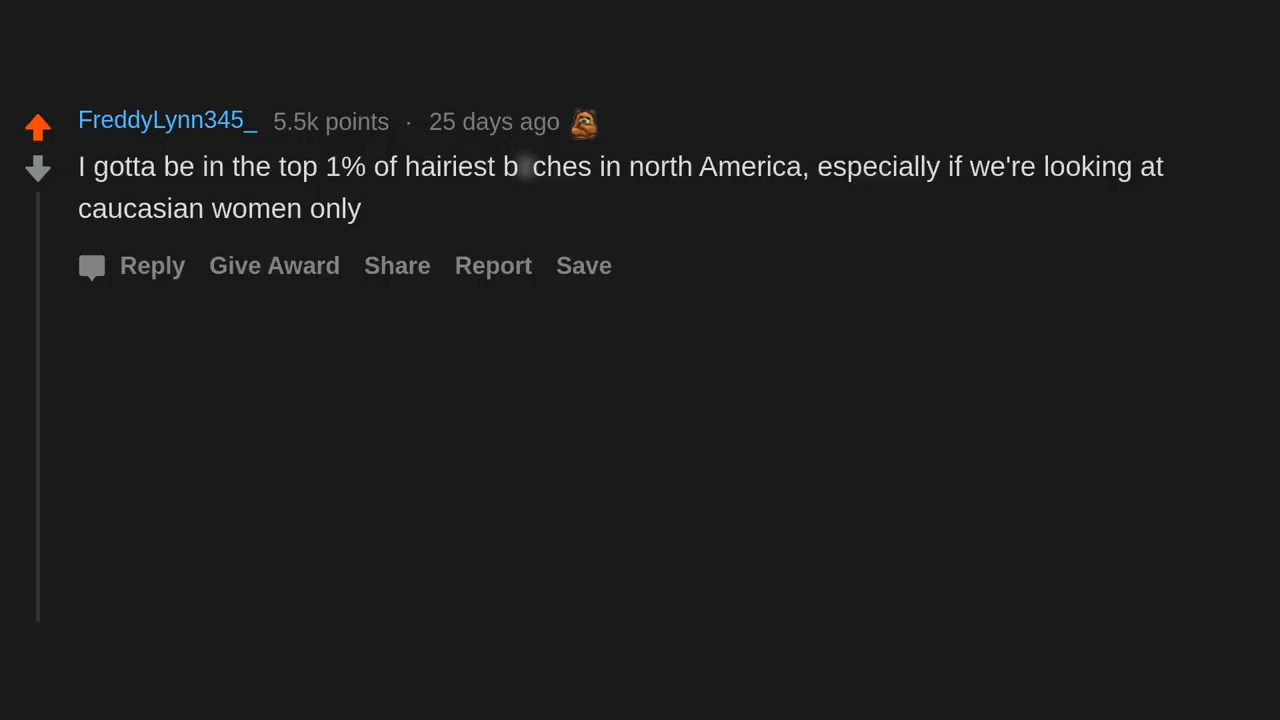 FreddyLynn345_ 5.5k points · 25 days ago
I gotta be in the top 1% of hairiest b ches in north America, especially if we're looking at
caucasian women only
Reply Give Award Share Report Save